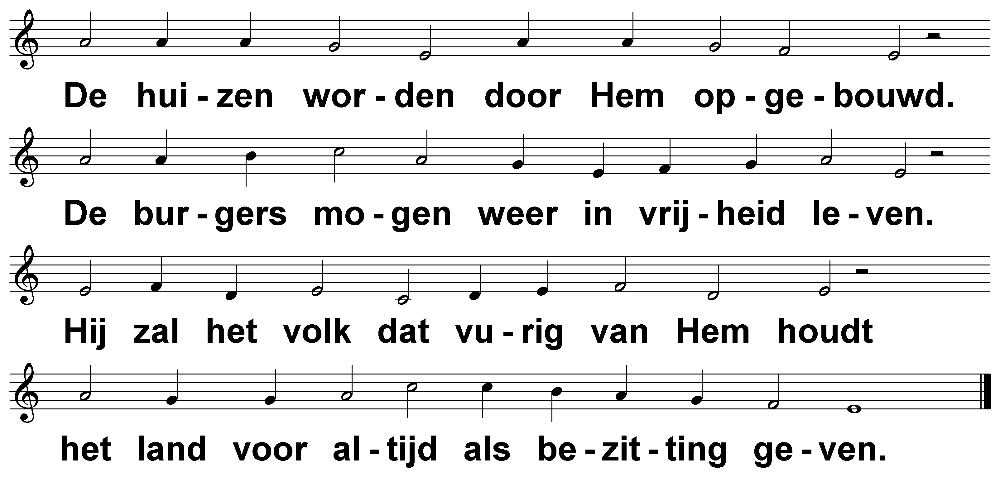 De hui - zen wor - den door Hem op - ge - bouwd.
De bur - gers mo - gen weer in vrij - heid le - ven.
Hij zal het volk dat vu - rig van Hem houdt
het land voor al - tijd als be - zit - ting ge - ven.